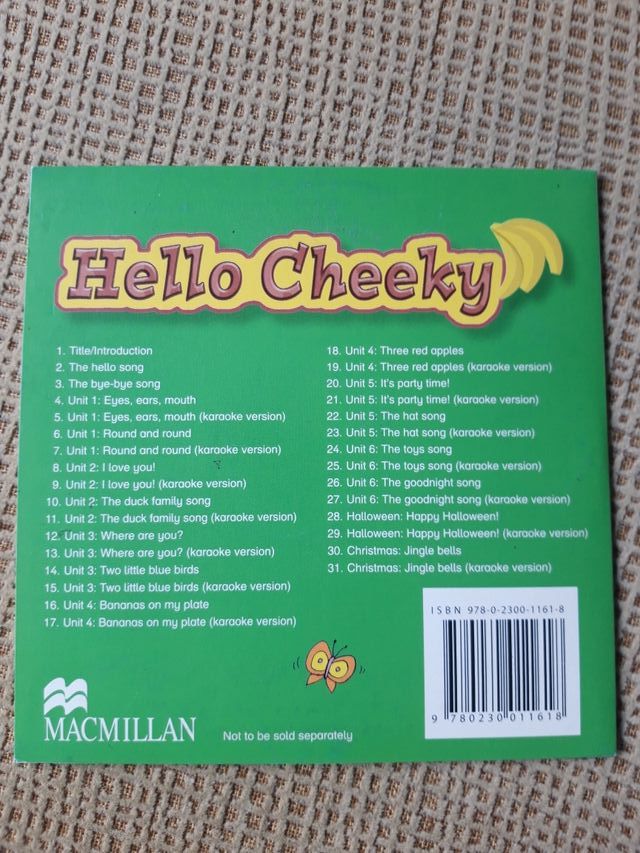 Hello Cheeky
1. Title/Introduction
2. The hello song
3. The bye-bye song
4. Unit 1: Eyes, ears, mouth
5. Unit 1: Eyes, ears, mouth (karaoke version)
6. Unit 1: Round and round
7. Unit 1: Round and round (karaoke version)
8. Unit 2: I love you!
9. Unit 2: I love you! (karaoke version)
10. Unit 2: The duck family song
11. Unit 2: The duck family song (karaoke version)
12. Unit 3: Where are you?
13. Unit 3: Where are you? (karaoke version)
14. Unit 3: Two little blue birds
15. Unit 3: Two little blue birds (karaoke version)
16. Unit 4: Bananas on my plate
17. Unit 4: Bananas on my plate (karaoke version)
18. Unit 4: Three red apples
19. Unit 4: Three red apples (karaoke version)
20. Unit 5: It's party time!
21. Unit 5: It's party time! (karaoke version)
22. Unit 5: The hat song
23. Unit 5: The hat song (karaoke version)
24. Unit 6: The toys song
25. Unit 6: The toys song (karaoke version)
26. Unit 6: The goodnight song
27. Unit 6: The goodnight song (karaoke version)
28. Halloween: Happy Halloween!
29. Halloween: Happy Halloween! (karaoke version)
30. Christmas: Jingle bells
31. Christmas: Jingle bells (karaoke version)
ISBN 978-0-2300-1161-8
9 780230 011618
MACMILLAN
Not to be sold separately